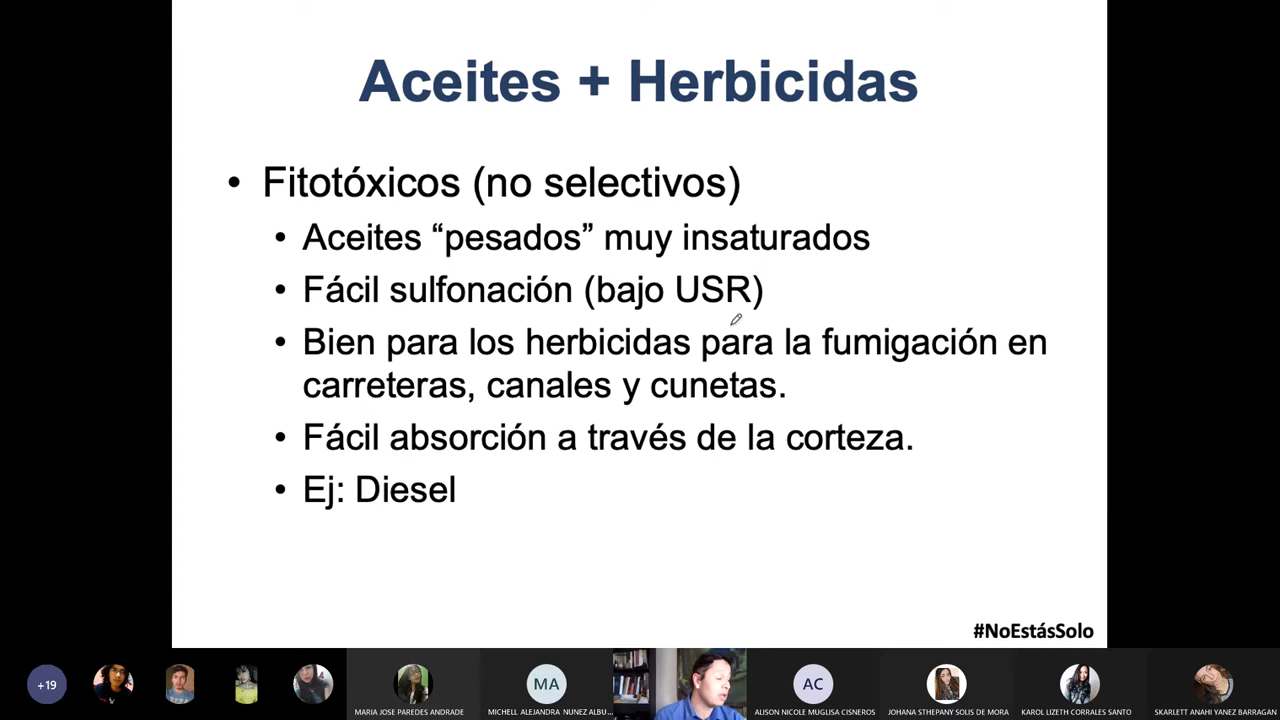 Aceites + Herbicidas
• Fitotóxicos (no selectivos)
• Aceites “pesados” muy insaturados
• Fácil sulfonación (bajo USR)
• Bien para los herbicidas para la fumigación en
carreteras, canales y cunetas.
• Fácil absorción a través de la corteza.
• Ej: Diesel
#NoEstásSolo
+19
MA
AC
MARIA JOSE PAREDES ANDRADE
MICHELL ALEJANDRA NUNEZ ALBU ...
ALISON NICOLE MUGLISA CISNEROS
JOHANA STHEPANY SOLIS DE MORA
KAROL LIZETH CORRALES SANTO
SKARLETT ANAHI YANEZ BARRAGAN